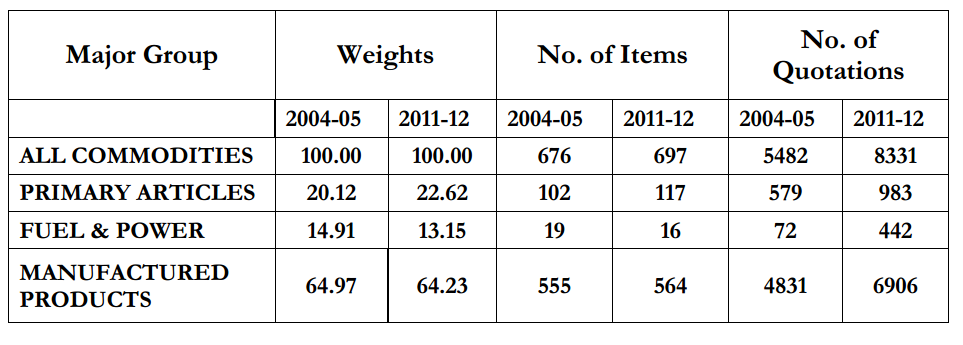 Major Group Weights No. of Items No. of
Quotations
2004-05 2011-12 2004-05 2011-12 2004-05 2011-12
ALL COMMODITIES 100.00 100.00 676 697 5482 8331
PRIMARY ARTICLES 20.12 22.62 102 117 579 983
FUEL & POWER 14.91 13.15 19 16 72 442
MANUFACTURED
PRODUCTS 64.97 64.23 555 564 4831 6906